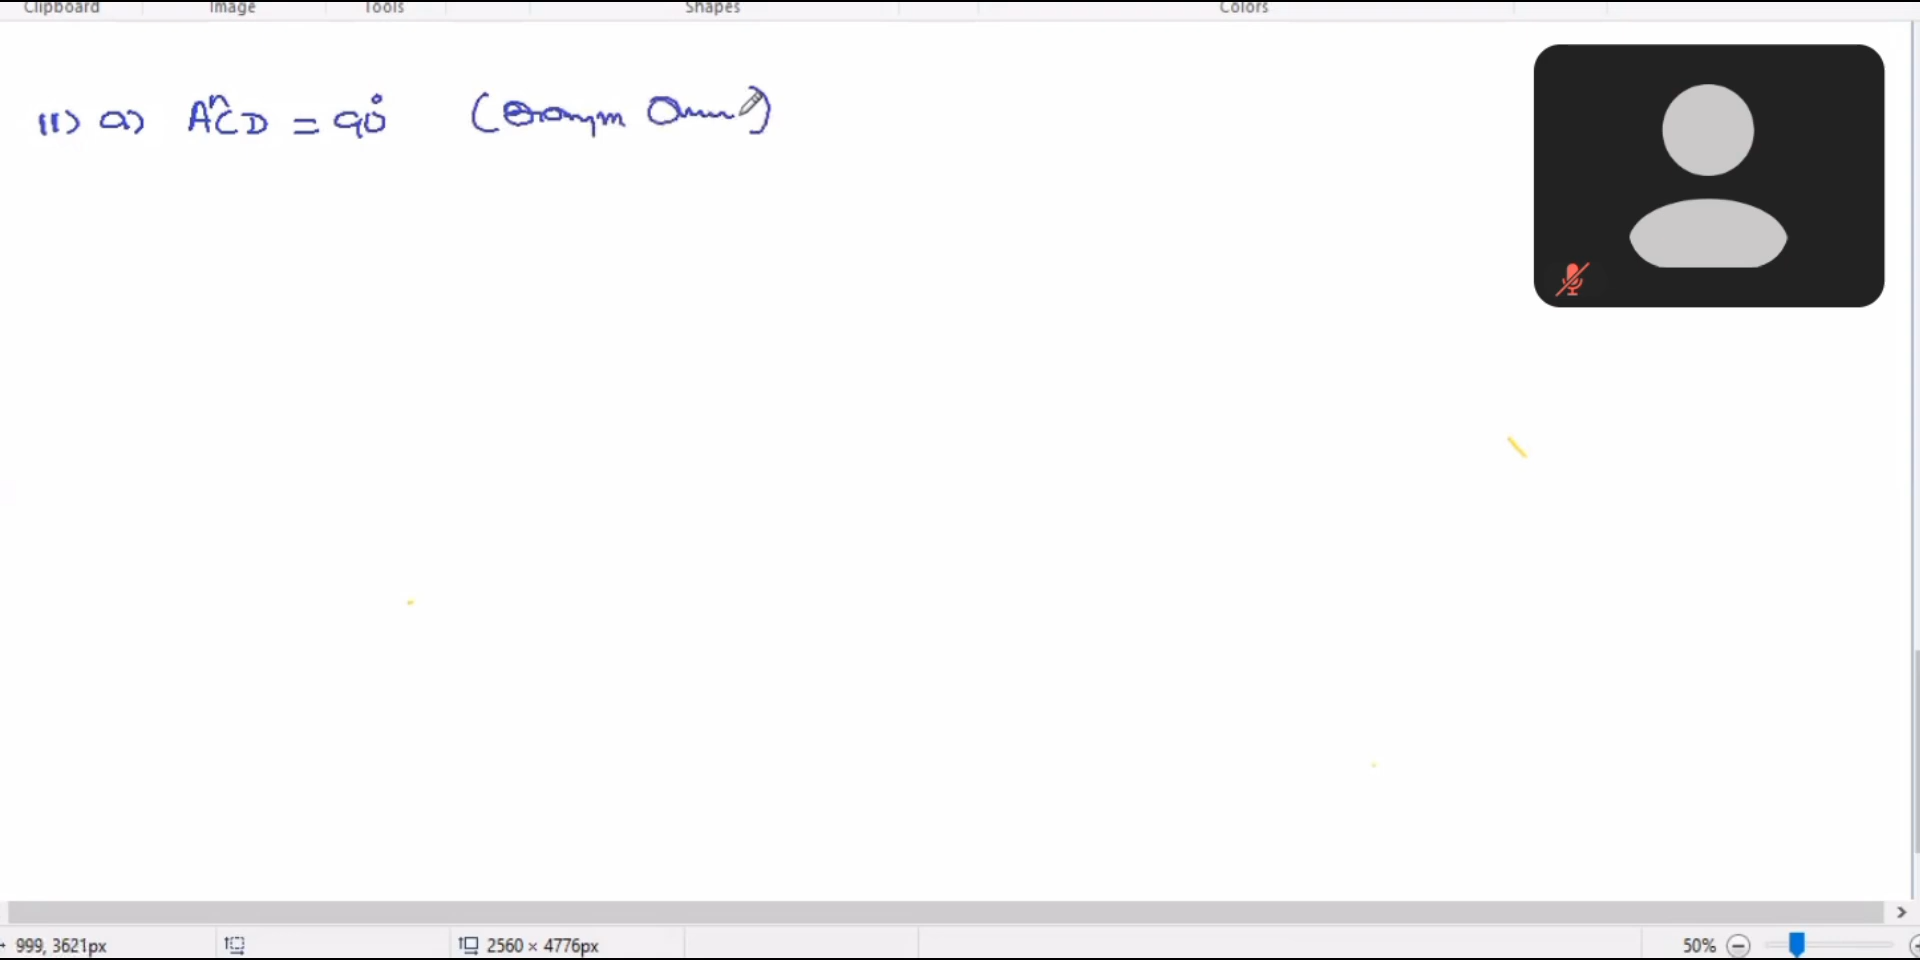 Clipboard Image Tools Shapes Colors
11) a) AĈD = 90°
999, 3621px 2560 × 4776px 50%